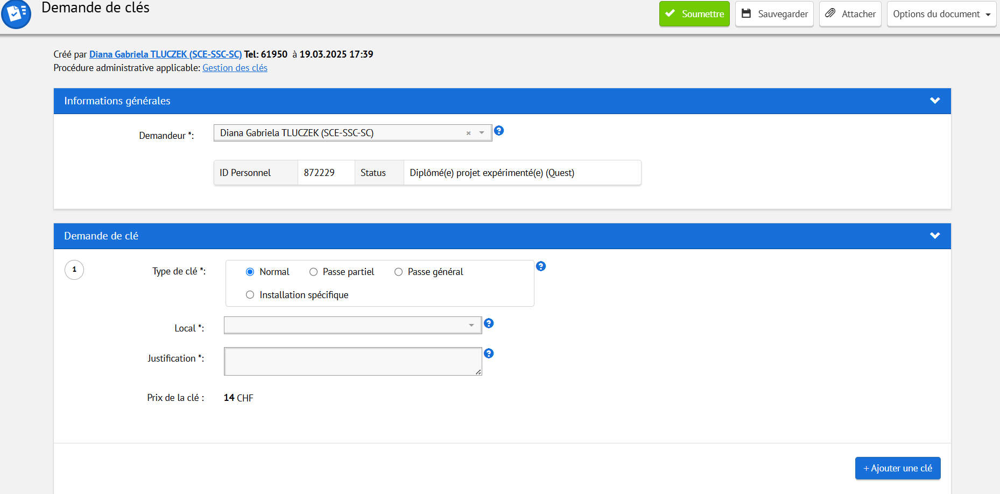 Demande de clés
Soumettre
Sauvegarder
Attacher
Options du document
Créé par Diana Gabriela TLUCZEK (SCE-SSC-SC) Tel: 61950 à 19.03.2025 17:39
Procédure administrative applicable: Gestion des clés
Informations générales
Demandeur *:
Diana Gabriela TLUCZEK (SCE-SSC-SC)
ID Personnel 872229 Status Diplômé(e) projet expérimenté(e) (Quest)
Demande de clé
1
Type de clé *:
Normal Passe partiel Passe général
Installation spécifique
Local *:
Justification *:
Prix de la clé : 14 CHF
+ Ajouter une clé